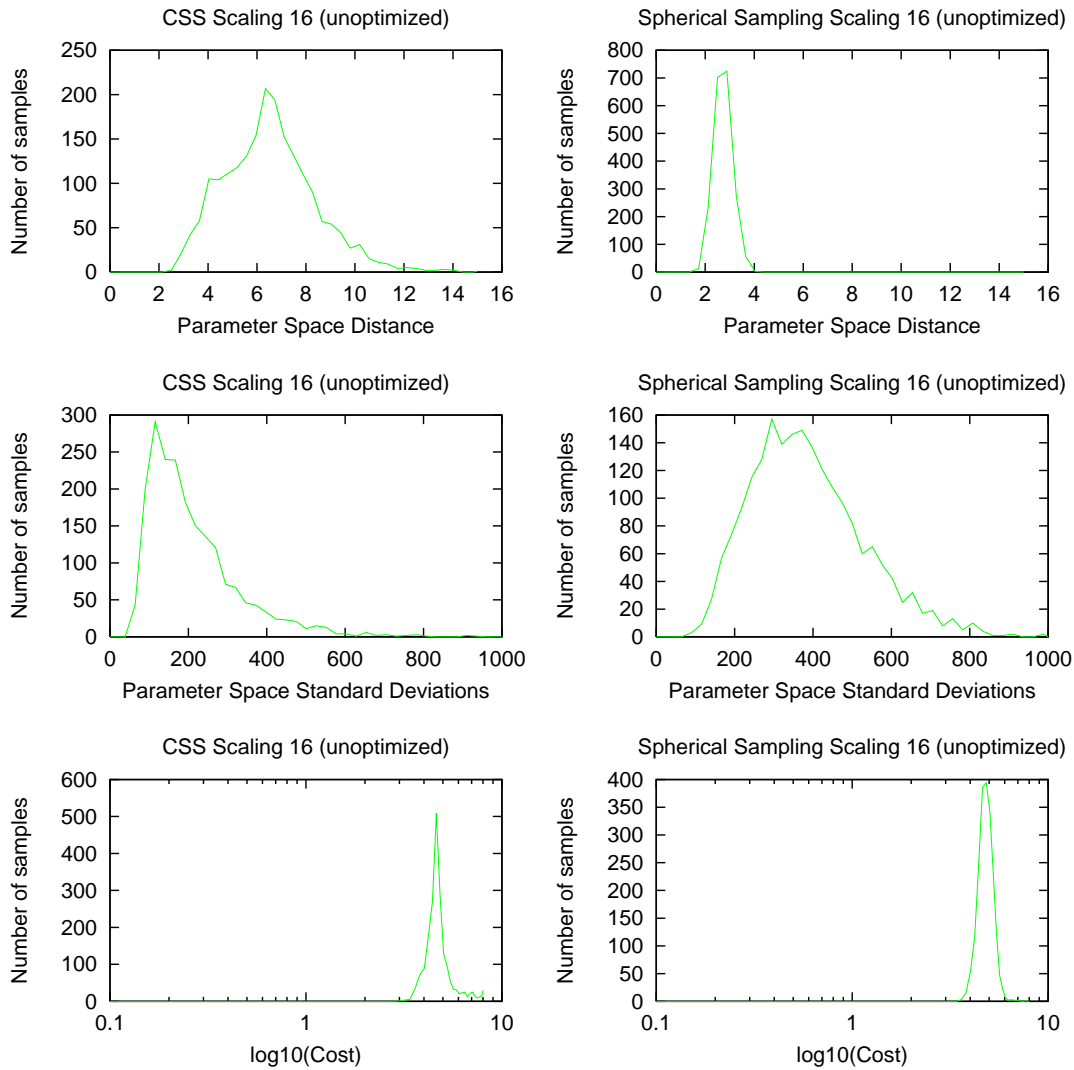 CSS Scaling 16 (unoptimized)
Number of samples
250
200
150
100
50
0
0 2 4 6 8 10 12 14 16
Parameter Space Distance
Spherical Sampling Scaling 16 (unoptimized)
Number of samples
800
700
600
500
400
300
200
100
0
0 2 4 6 8 10 12 14 16
Parameter Space Distance
CSS Scaling 16 (unoptimized)
Number of samples
300
250
200
150
100
50
0
0 200 400 600 800 1000
Parameter Space Standard Deviations
Spherical Sampling Scaling 16 (unoptimized)
Number of samples
160
140
120
100
80
60
40
20
0
0 200 400 600 800 1000
Parameter Space Standard Deviations
CSS Scaling 16 (unoptimized)
Number of samples
600
500
400
300
200
100
0
0.1 1 10
log10(Cost)
Spherical Sampling Scaling 16 (unoptimized)
Number of samples
400
350
300
250
200
150
100
50
0
0.1 1 10
log10(Cost)